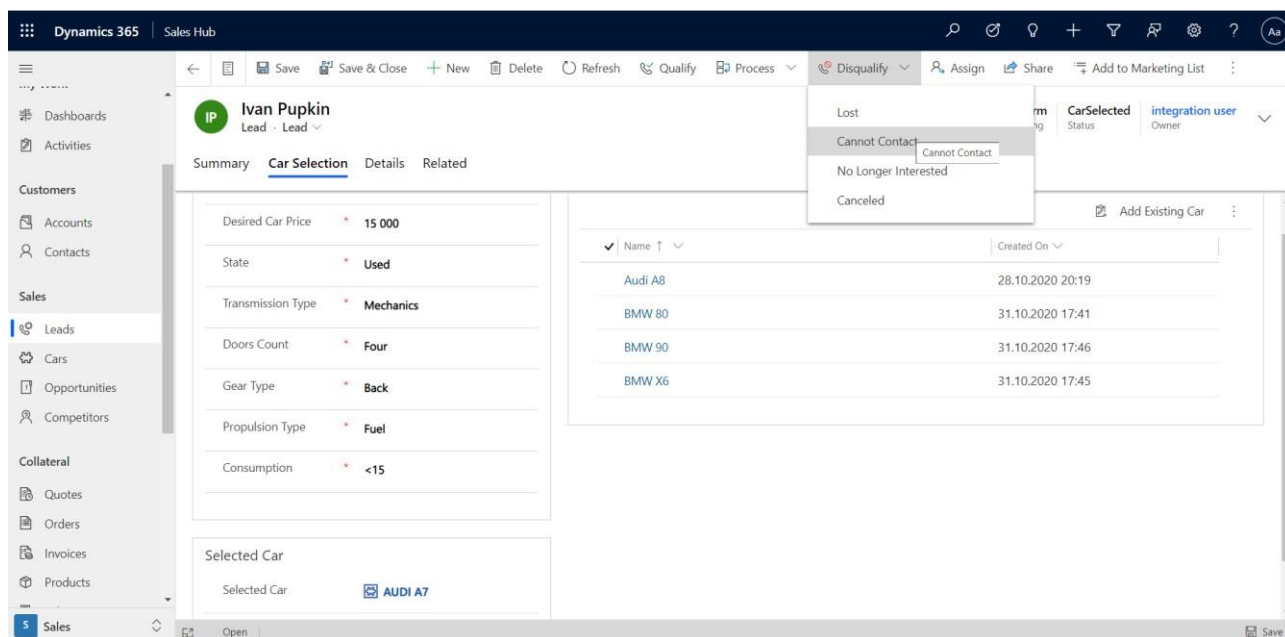 Dynamics 365 Sales Hub
Aa
Save Save & Close New Delete Refresh Qualify Process Disqualify Assign Share Add to Marketing List
Dashboards
Activities
Customers
Accounts
Contacts
Sales
Leads
Cars
Opportunities
Competitors
Collateral
Quotes
Orders
Invoices
Products
S Sales
IP
Ivan Pupkin
Lead · Lead
CarSelected
Status
integration user
Owner
Summary Car Selection Details Related
Lost
Cannot Contact
Cannot Contact
No Longer Interested
Canceled
Desired Car Price * 15 000
State * Used
Transmission Type * Mechanics
Doors Count * Four
Gear Type * Back
Propulsion Type * Fuel
Consumption * <15
Selected Car
Selected Car AUDI A7
Add Existing Car
Name ↑ Created On
Audi A8 28.10.2020 20:19
BMW 80 31.10.2020 17:41
BMW 90 31.10.2020 17:46
BMW X6 31.10.2020 17:45
Open Save